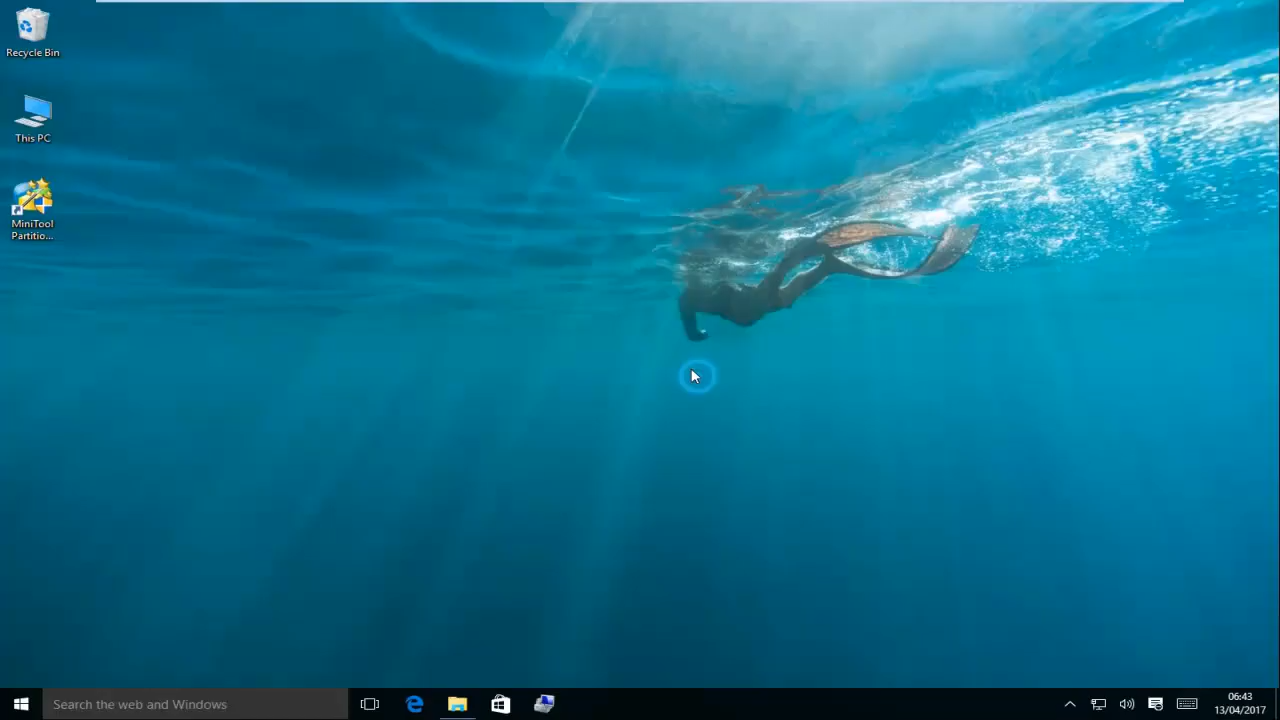 Recycle Bin
This PC
MiniTool
Partitio...
Search the web and Windows
06:43
13/04/2017